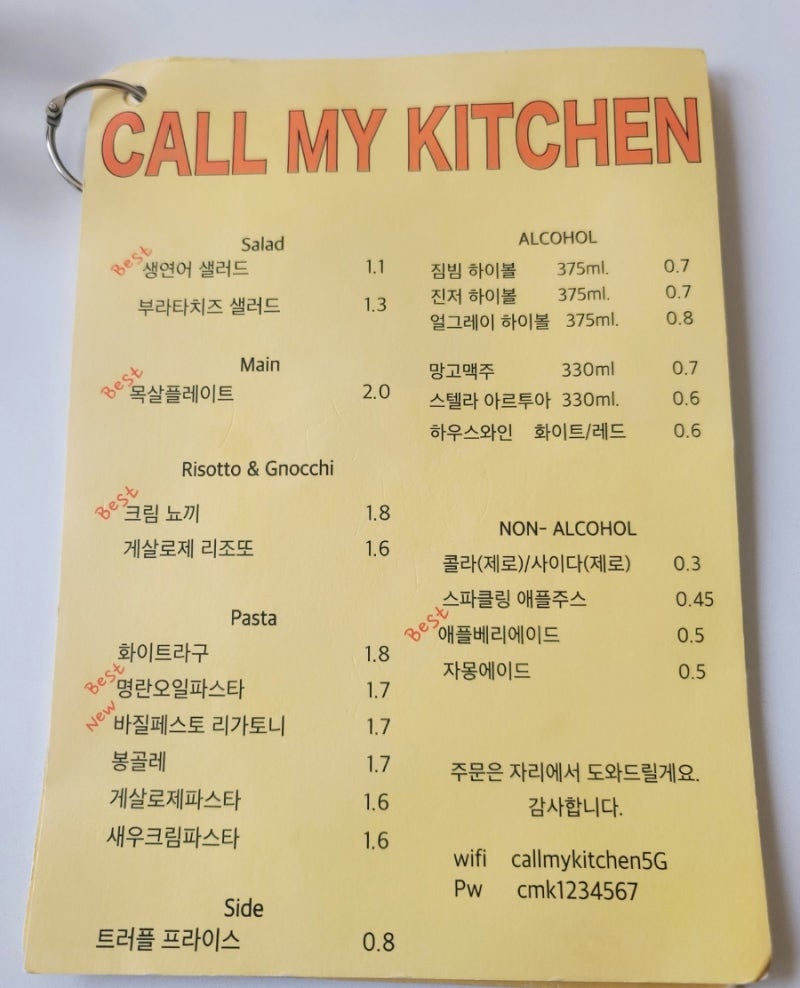 CALL MY KITCHEN
Salad
Best
생연어 샐러드 1.1
부라타치즈 샐러드 1.3
Main
Best
목살플레이트 2.0
Risotto & Gnocchi
Best
크림 뇨끼 1.8
게살로제 리조또 1.6
Pasta
화이트라구 1.8
Best
명란오일파스타 1.7
New
바질페스토 리가토니 1.7
봉골레 1.7
게살로제파스타 1.6
새우크림파스타 1.6
Side
트러플 프라이스 0.8
ALCOHOL
짐빔 하이볼 375ml. 0.7
진저 하이볼 375ml. 0.7
얼그레이 하이볼 375ml. 0.8
망고맥주 330ml 0.7
스텔라 아르투아 330ml. 0.6
하우스와인 화이트/레드 0.6
NON- ALCOHOL
콜라(제로)/사이다(제로) 0.3
스파클링 애플주스 0.45
Best
애플베리에이드 0.5
자몽에이드 0.5
주문은 자리에서 도와드릴게요.
감사합니다.
wifi callmykitchen5G
Pw cmk1234567